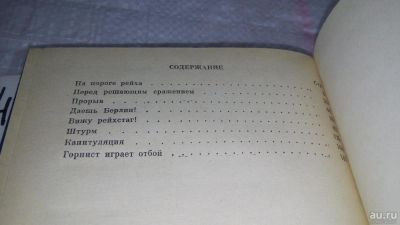 СОДЕРЖАНИЕ
На пороге рейха
Перед решающим сражением
Прорыв
Даешь Берлин!
Вижу рейхстаг!
Штурм
Капитуляция
Горнист играет отбой
au.ru